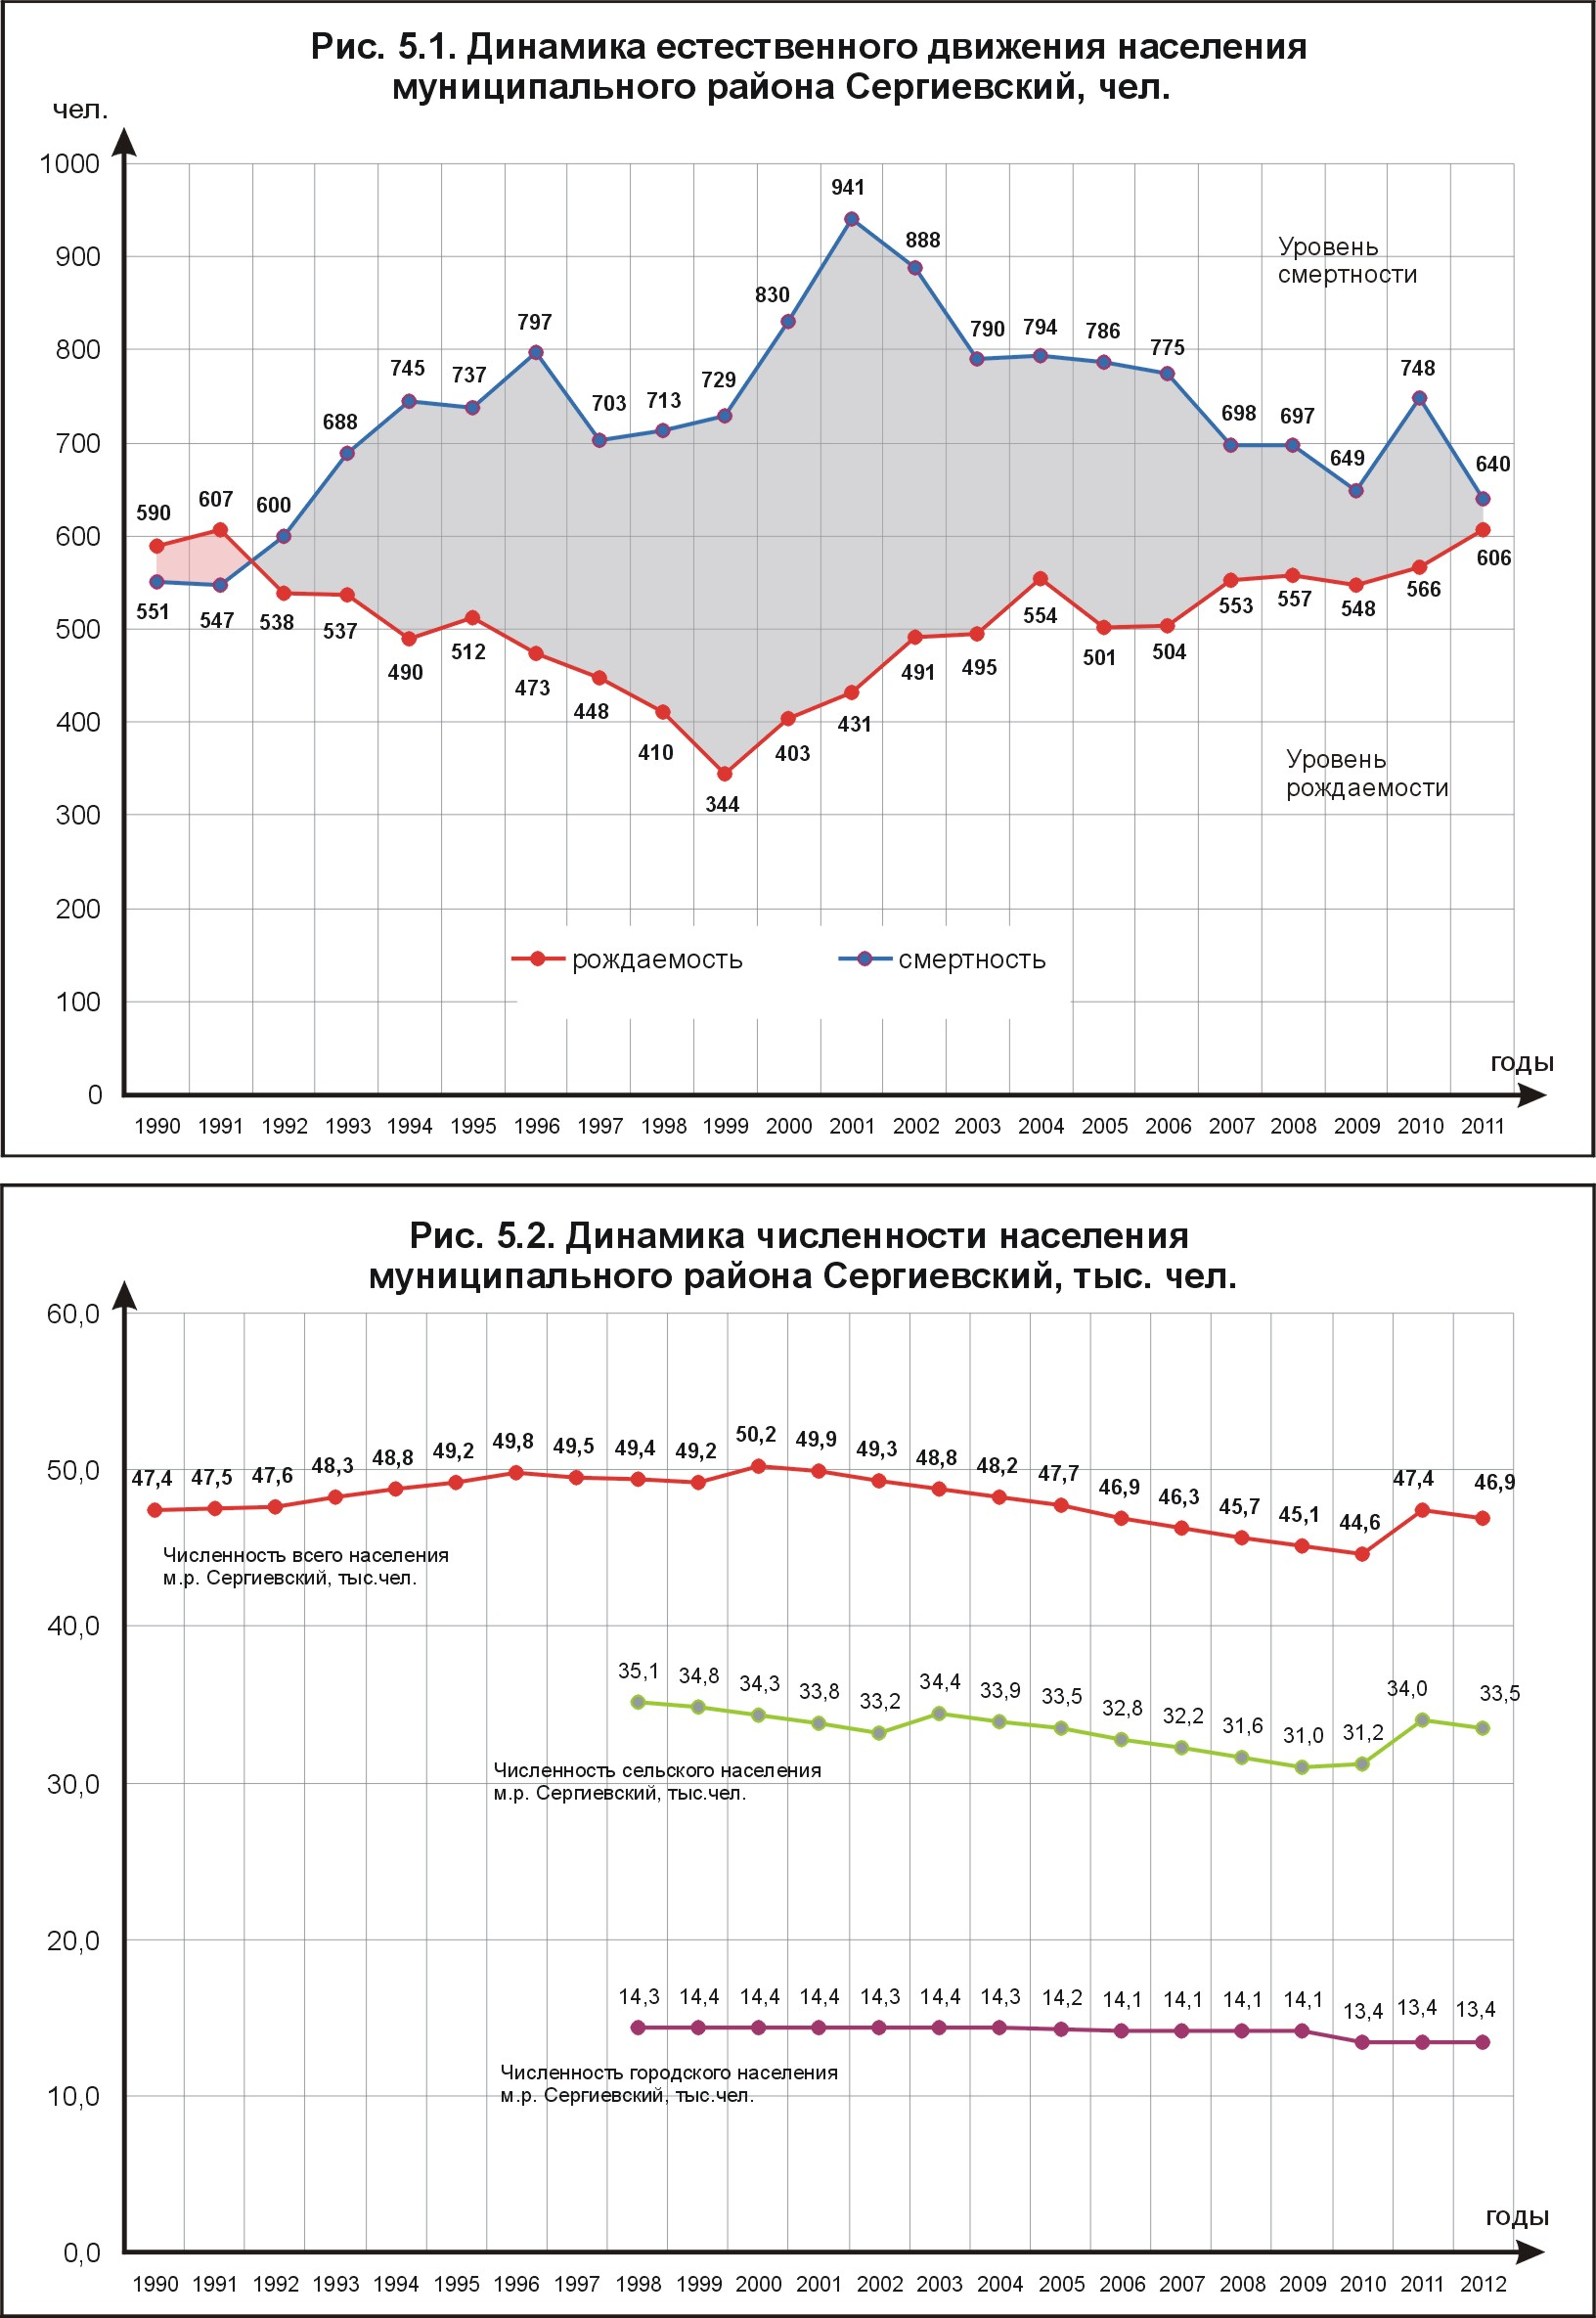 Рис. 5.1. Динамика естественного движения населения
муниципального района Сергиевский, чел.
чел.
1000
900
800
700
600
500
400
300
200
100
0
941
888
830
797
790 794 786 775
745 737
748
688
703 713 729
698 697
649
640
590 607 600
551 547 538 537
490 512
473
448
410
344
403
431
491 495
554
501 504
553 557 548 566
606
Уровень
смертности
Уровень
рождаемости
рождаемость смертность
годы
1990 1991 1992 1993 1994 1995 1996 1997 1998 1999 2000 2001 2002 2003 2004 2005 2006 2007 2008 2009 2010 2011
Рис. 5.2. Динамика численности населения
муниципального района Сергиевский, тыс. чел.
60,0
50,0
40,0
30,0
20,0
10,0
0,0
47,4 47,5 47,6 48,3 48,8 49,2 49,8 49,5 49,4 49,2 50,2 49,9 49,3 48,8 48,2 47,7 46,9 46,3 45,7 45,1 44,6 47,4 46,9
Численность всего населения
м.р. Сергиевский, тыс.чел.
35,1 34,8 34,3 33,8 33,2 34,4 33,9 33,5 32,8 32,2 31,6 31,0 31,2 34,0 33,5
Численность сельского населения
м.р. Сергиевский, тыс.чел.
14,3 14,4 14,4 14,4 14,3 14,4 14,3 14,2 14,1 14,1 14,1 14,1 13,4 13,4 13,4
Численность городского населения
м.р. Сергиевский, тыс.чел.
годы
1990 1991 1992 1993 1994 1995 1996 1997 1998 1999 2000 2001 2002 2003 2004 2005 2006 2007 2008 2009 2010 2011 2012